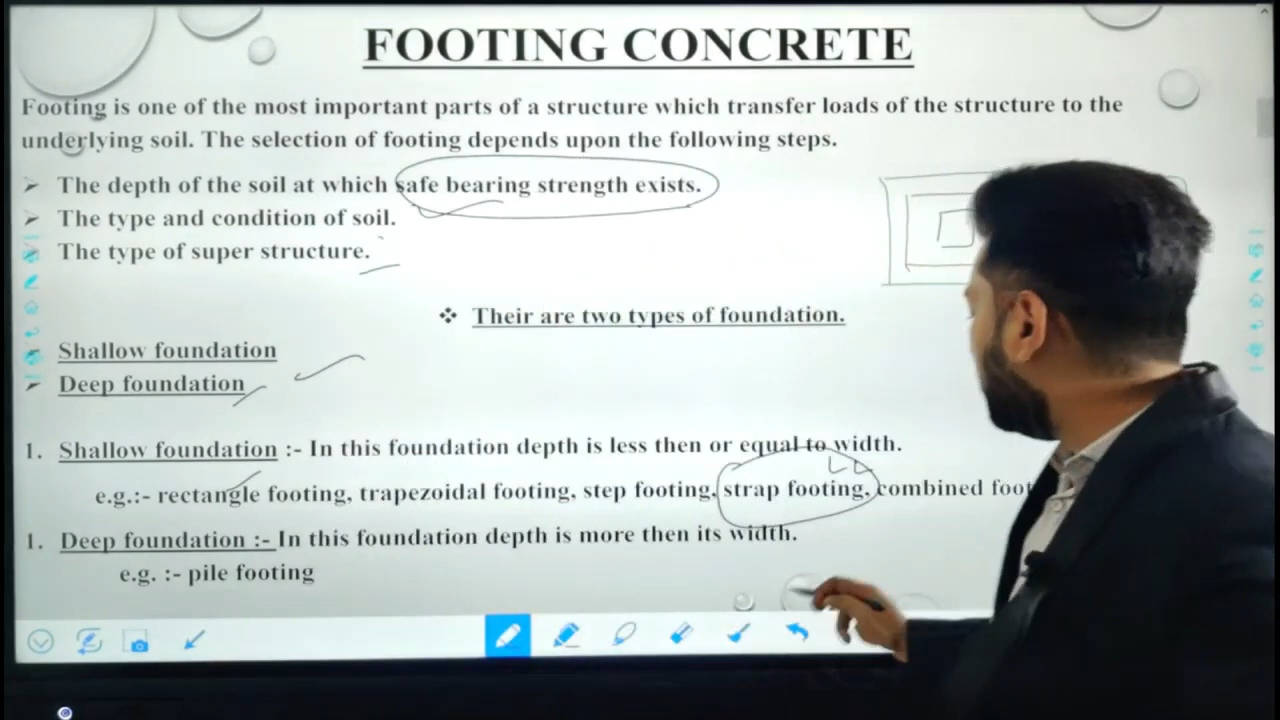 FOOTING CONCRETE
Footing is one of the most important parts of a structure which transfer loads of the structure to the
underlying soil. The selection of footing depends upon the following steps.
➢ The depth of the soil at which safe bearing strength exists.
➢ The type and condition of soil.
➢ The type of super structure.
❖ Their are two types of foundation.
➢ Shallow foundation
➢ Deep foundation
1. Shallow foundation :- In this foundation depth is less then or equal to width.
e.g.:- rectangle footing, trapezoidal footing, step footing, strap footing, combined
1. Deep foundation :- In this foundation depth is more then its width.
e.g. :- pile footing